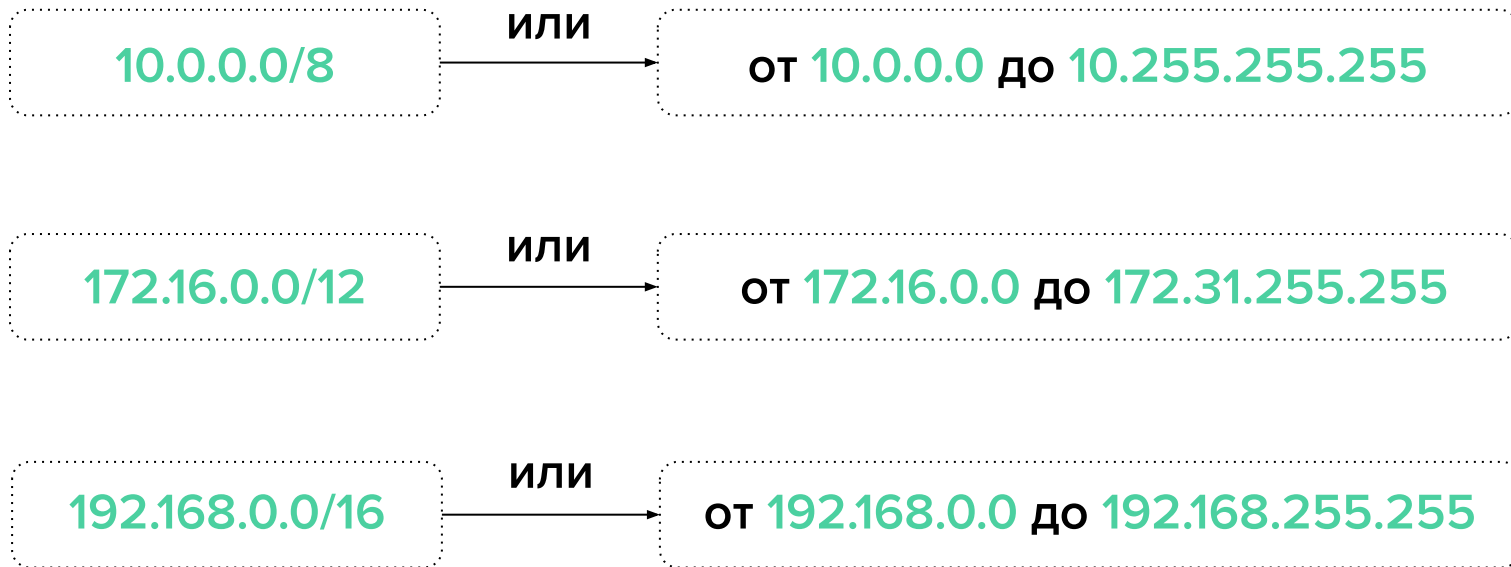 10.0.0.0/8
или
от 10.0.0.0 до 10.255.255.255
172.16.0.0/12
или
от 172.16.0.0 до 172.31.255.255
192.168.0.0/16
или
от 192.168.0.0 до 192.168.255.255